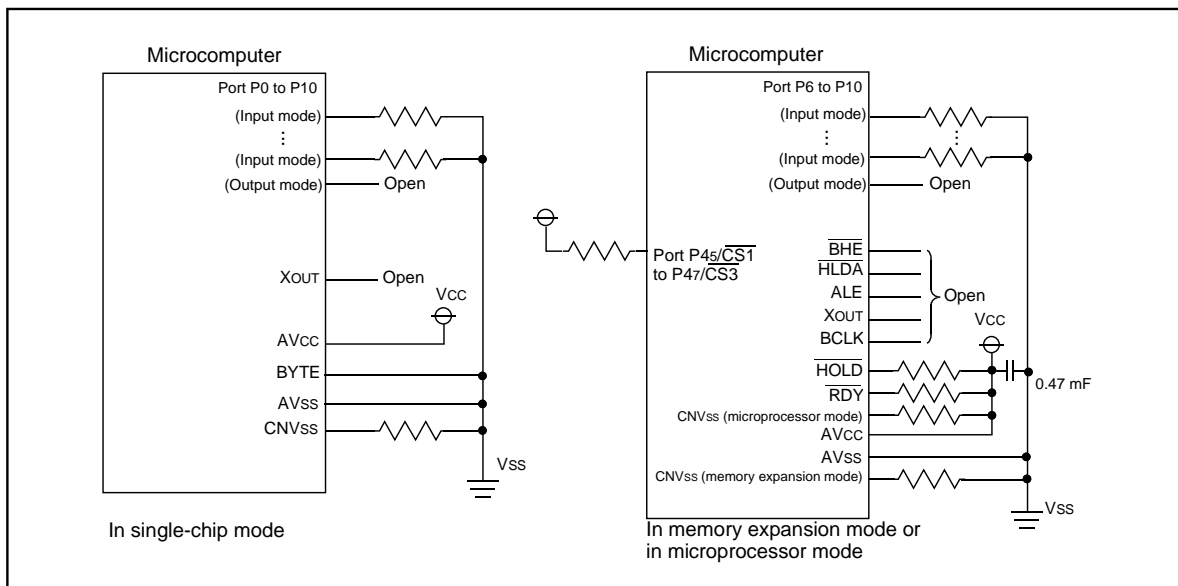 Microcomputer
Port P0 to P10
(Input mode)
(Input mode)
(Output mode)
Open
XOUT
Open
VCC
AVCC
BYTE
AVSS
CNVSS
VSS
In single-chip mode
Microcomputer
Port P6 to P10
(Input mode)
(Input mode)
(Output mode)
Open
Port P45/CS1
to P47/CS3
BHE
HLDA
ALE
XOUT
BCLK
Open
VCC
HOLD
RDY
0.47 mF
CNVSS (microprocessor mode)
AVCC
AVSS
CNVSS (memory expansion mode)
VSS
In memory expansion mode or
in microprocessor mode